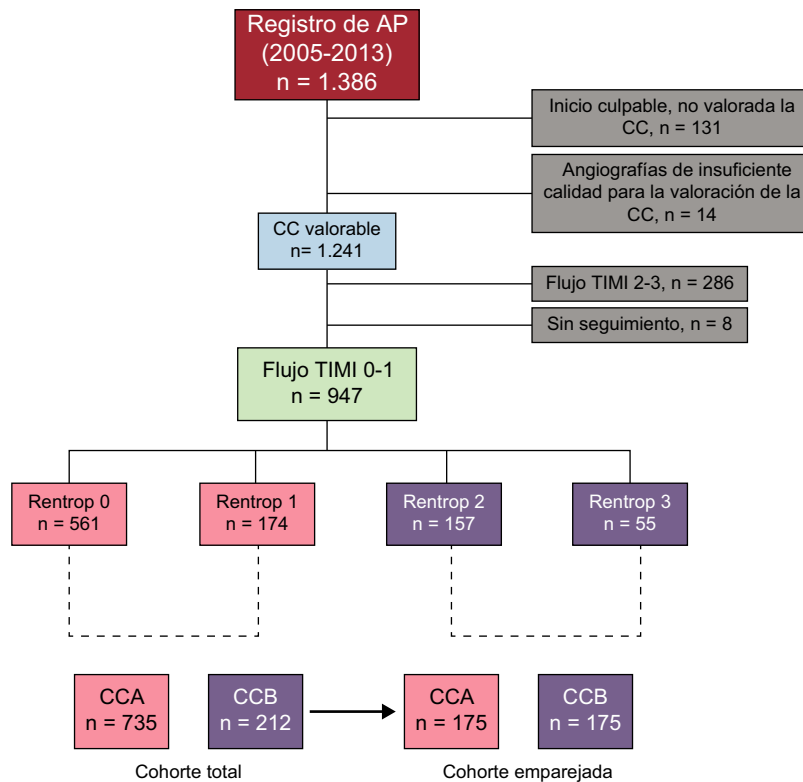 Registro de AP
(2005-2013)
n = 1.386
Inicio culpable, no valorada la
CC, n = 131
Angiografías de insuficiente
calidad para la valoración de la
CC, n = 14
CC valorable
n= 1.241
Flujo TIMI 2-3, n = 286
Sin seguimiento, n = 8
Flujo TIMI 0-1
n = 947
Rentrop 0
n = 561
Rentrop 1
n = 174
Rentrop 2
n = 157
Rentrop 3
n = 55
CCA
n = 735
CCB
n = 212
CCA
n = 175
CCB
n = 175
Cohorte total
Cohorte emparejada